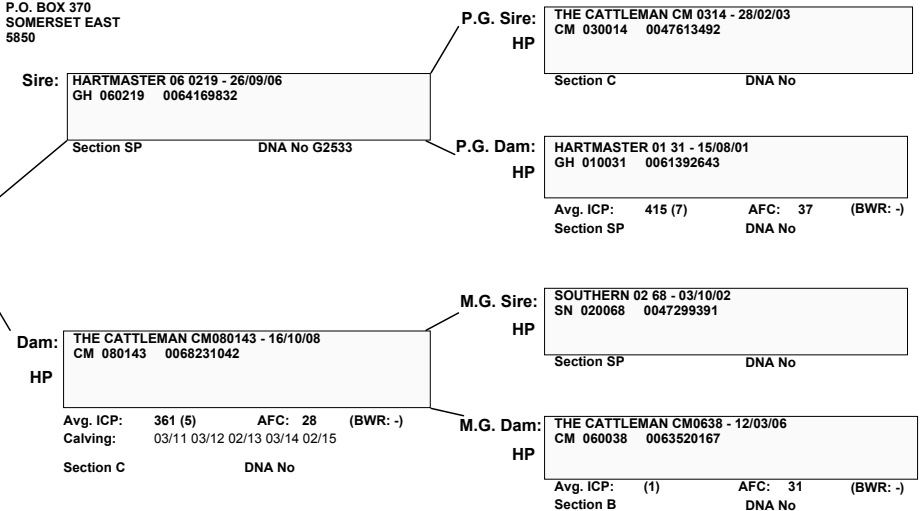 P.O. BOX 370
SOMERSET EAST
5850
P.G. Sire:
HP
THE CATTLEMAN CM 0314 - 28/02/03
CM 030014 0047613492
Section C DNA No
Sire:
HARTMASTER 06 0219 - 26/09/06
GH 060219 0064169832
Section SP DNA No G2533
P.G. Dam:
HP
HARTMASTER 01 31 - 15/08/01
GH 010031 0061392643
Avg. ICP: 415 (7) AFC: 37 (BWR: -)
Section SP DNA No
M.G. Sire:
HP
SOUTHERN 02 68 - 03/10/02
SN 020068 0047299391
Section SP DNA No
Dam:
HP
THE CATTLEMAN CM080143 - 16/10/08
CM 080143 0068231042
Avg. ICP: 361 (5) AFC: 28 (BWR: -)
Calving: 03/11 03/12 02/13 03/14 02/15
Section C DNA No
M.G. Dam:
HP
THE CATTLEMAN CM0638 - 12/03/06
CM 060038 0063520167
Avg. ICP: (1) AFC: 31 (BWR: -)
Section B DNA No